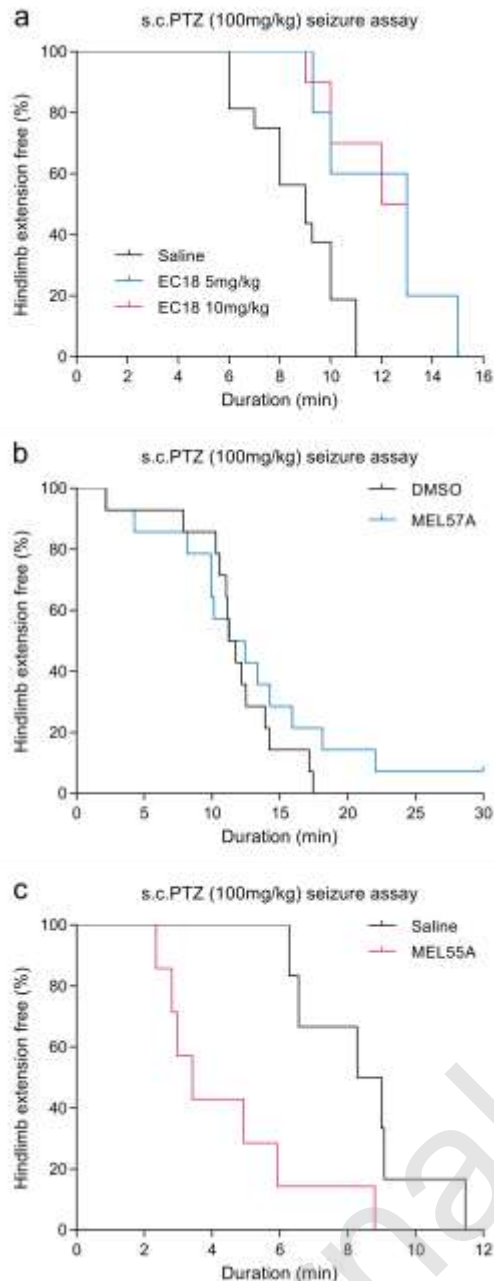 a
s.c.PTZ (100mg/kg) seizure assay
Hindlimb extension free (%)
100
80
60
40
20
0
Saline
EC18 5mg/kg
EC18 10mg/kg
0 2 4 6 8 10 12 14 16
Duration (min)
b
s.c.PTZ (100mg/kg) seizure assay
Hindlimb extension free (%)
100
80
60
40
20
0
DMSO
MEL57A
0 5 10 15 20 25 30
Duration (min)
c
s.c.PTZ (100mg/kg) seizure assay
Hindlimb extension free (%)
100
80
60
40
20
0
Saline
MEL55A
0 2 4 6 8 10 12
Duration (min)